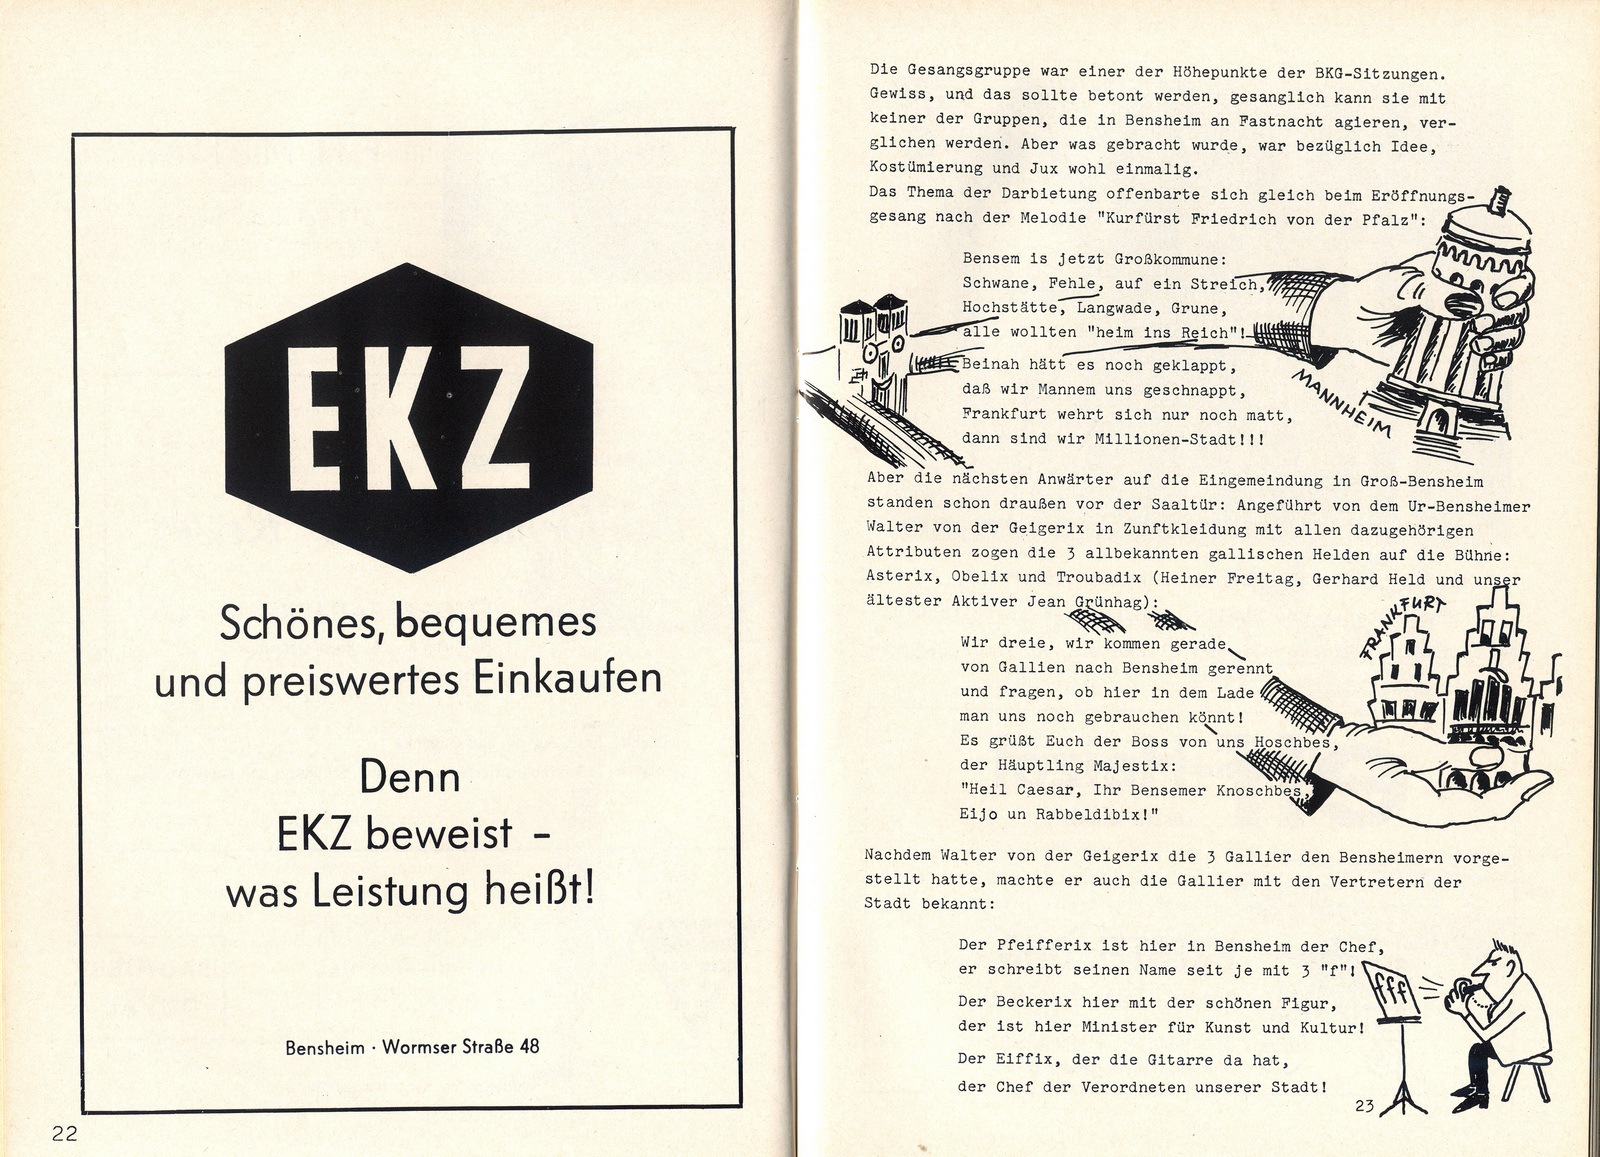 EKZ
Schönes, bequemes
und preiswertes Einkaufen
Denn
EKZ beweist -
was Leistung heißt!
Bensheim · Wormser Straße 48
22
Die Gesangsgruppe war einer der Höhepunkte der BKG-Sitzungen.
Gewiss, und das sollte betont werden, gesanglich kann sie mit
keiner der Gruppen, die in Bensheim an Fastnacht agieren, ver-
glichen werden. Aber was gebracht wurde, war bezüglich Idee,
Kostümierung und Jux wohl einmalig.
Das Thema der Darbietung offenbarte sich gleich beim Eröffnungs-
gesang nach der Melodie "Kurfürst Friedrich von der Pfalz":
Bensem is jetzt Großkommune:
Schwane, Fehle, auf ein Streich,
Hochstätte, Langwade, Grune,
alle wollten "heim ins Reich"!
Beinah hätt es noch geklappt,
daß wir Mannem uns geschnappt,
Frankfurt wehrt sich nur noch matt,
dann sind wir Millionen-Stadt!!!
MANNHEIM
Aber die nächsten Anwärter auf die Eingemeindung in Groß-Bensheim
standen schon draußen vor der Saaltür: Angeführt von dem Ur-Bensheimer
Walter von der Geigerix in Zunftkleidung mit allen dazugehörigen
Attributen zogen die 3 allbekannten gallischen Helden auf die Bühne:
Asterix, Obelix und Troubadix (Heiner Freitag, Gerhard Held und unser
ältester Aktiver Jean Grünhag):
FRANKFURT
Wir dreie, wir kommen gerade
von Gallien nach Bensheim gerennt
und fragen, ob hier in dem Lade
man uns noch gebrauchen könnt!
Es grüßt Euch der Boss von uns Hoschbes,
der Häuptling Majestix:
"Heil Caesar, Ihr Bensemer Knoschbes,
Eijo un Rabbeldibix!"
Nachdem Walter von der Geigerix die 3 Gallier den Bensheimern vorge-
stellt hatte, machte er auch die Gallier mit den Vertretern der
Stadt bekannt:
Der Pfeifferix ist hier in Bensheim der Chef,
er schreibt seinen Name seit je mit 3 "f"!
fff
Der Beckerix hier mit der schönen Figur,
der ist hier Minister für Kunst und Kultur!
Der Eiffix, der die Gitarre da hat,
der Chef der Verordneten unserer Stadt!
23